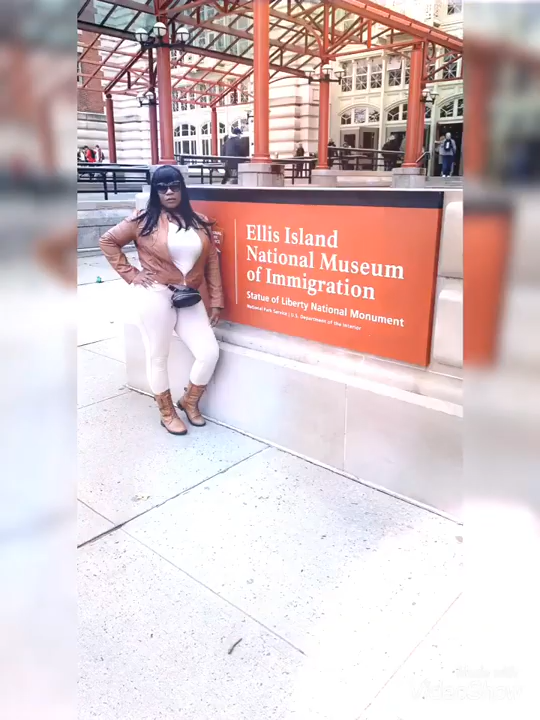 Ellis Island
National Museum
of Immigration
Statue of Liberty National Monument
National Park Service | U.S. Department of the Interior
Made with
VideoShow